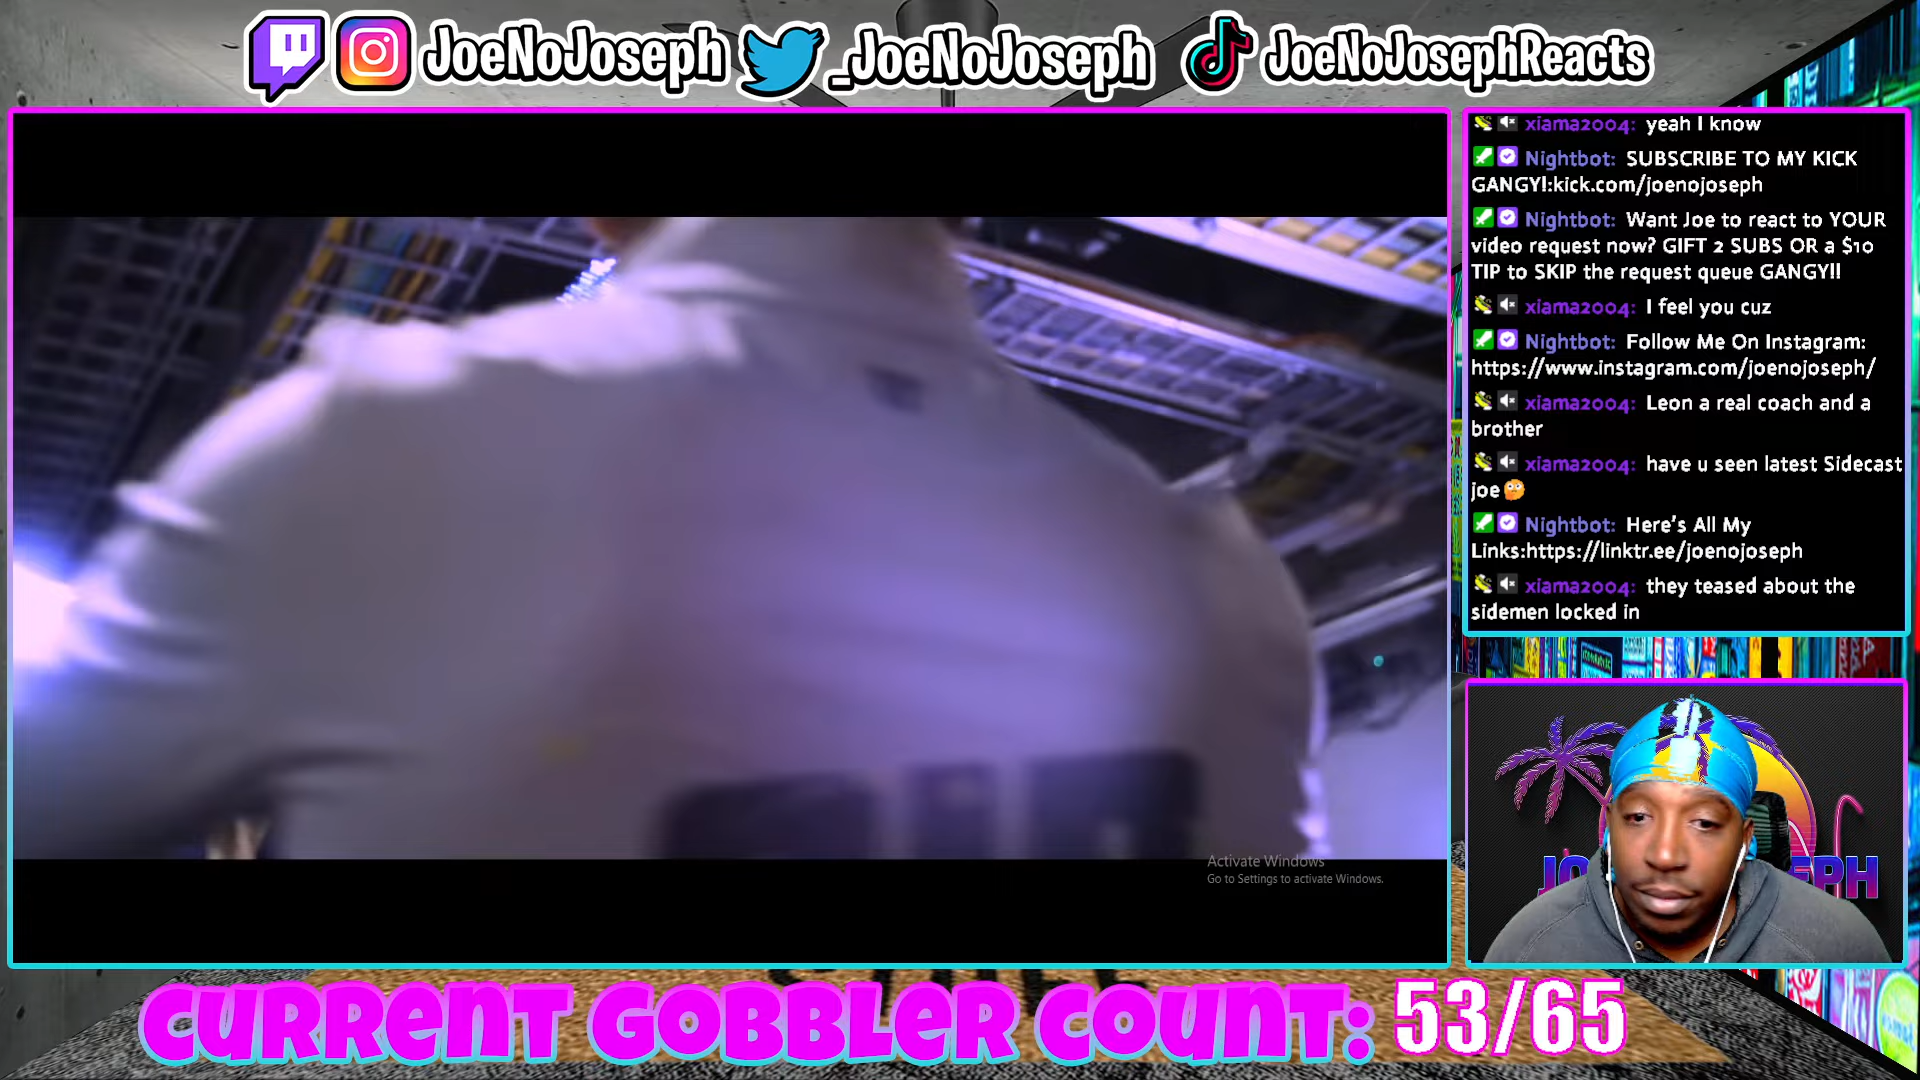 JoeNoJoseph _JoeNoJoseph JoeNoJosephReacts
xiama2004: yeah I know
Nightbot: SUBSCRIBE TO MY KICK
GANGY!:kick.com/joenojoseph
Nightbot: Want Joe to react to YOUR
video request now? GIFT 2 SUBS OR a $10
TIP to SKIP the request queue GANGY!!
xiama2004: I feel you cuz
Nightbot: Follow Me On Instagram:
https://www.instagram.com/joenojoseph/
xiama2004: Leon a real coach and a
brother
xiama2004: have u seen latest Sidecast
joe
Nightbot: Here's All My
Links:https://linktr.ee/joenojoseph
xiama2004: they teased about the
sidemen locked in
Activate Windows
Go to Settings to activate Windows.
JO EPH
CURRENT GOBBLER COUNT: 53/65